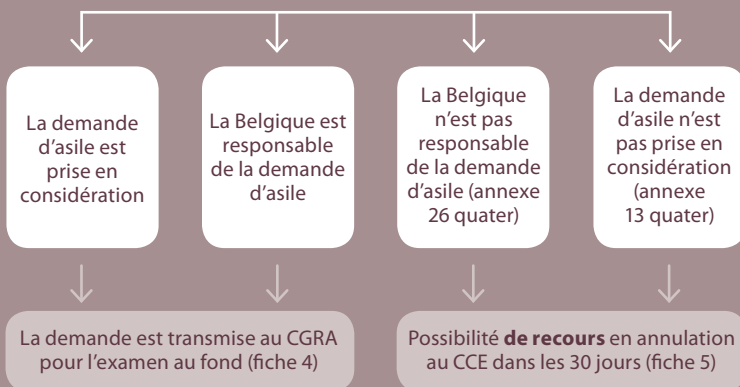 La demande
d'asile est
prise en
considération
La Belgique est
responsable
de la demande
d'asile
La Belgique
n'est pas
responsable
de la demande
d'asile (annexe
26 quater)
La demande
d'asile n'est
pas prise en
considération
(annexe
13 quater)
La demande est transmise au CGRA
pour l'examen au fond (fiche 4)
Possibilité de recours en annulation
au CCE dans les 30 jours (fiche 5)